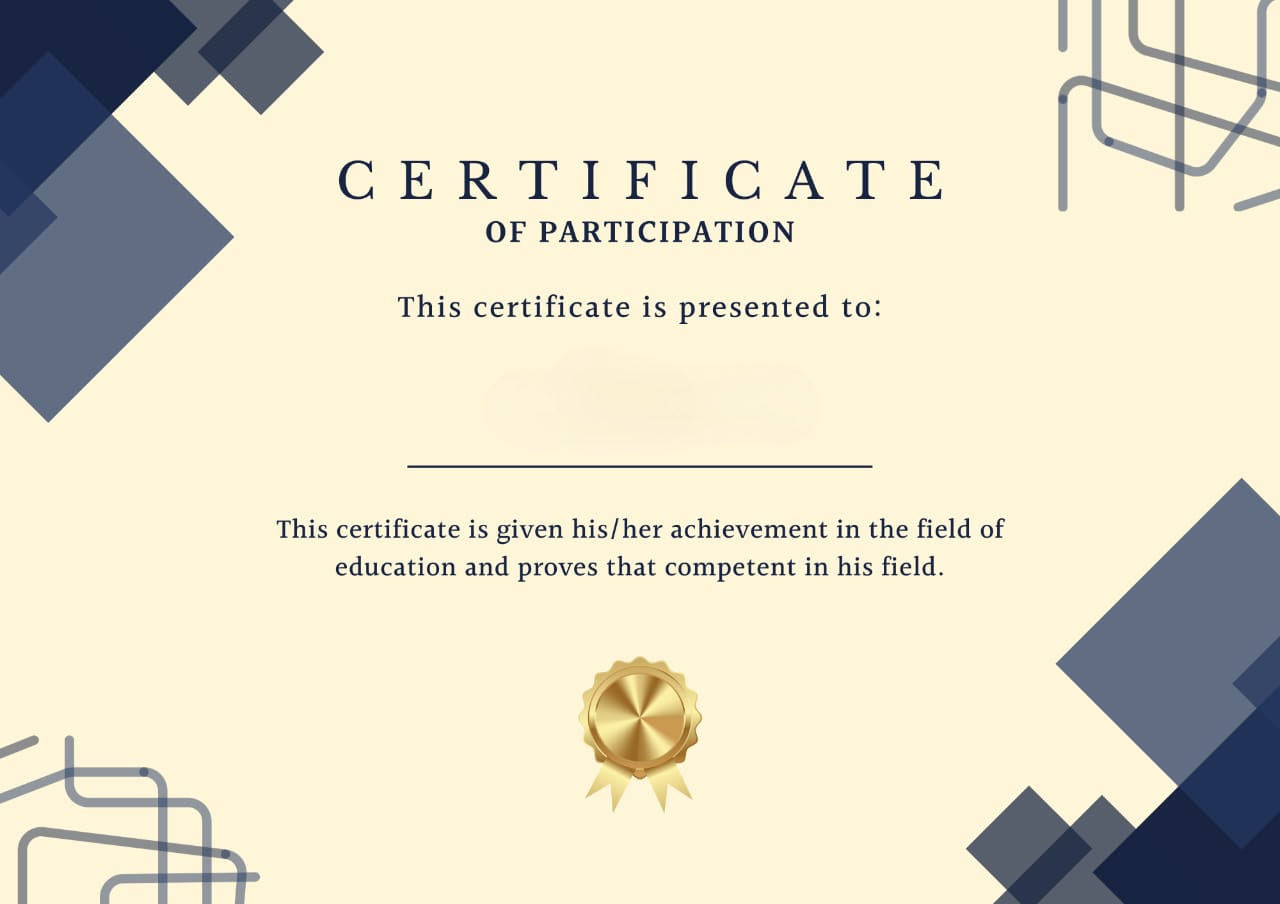 CERTIFICATE
OF PARTICIPATION
This certificate is presented to:
This certificate is given his/her achievement in the field of
education and proves that competent in his field.